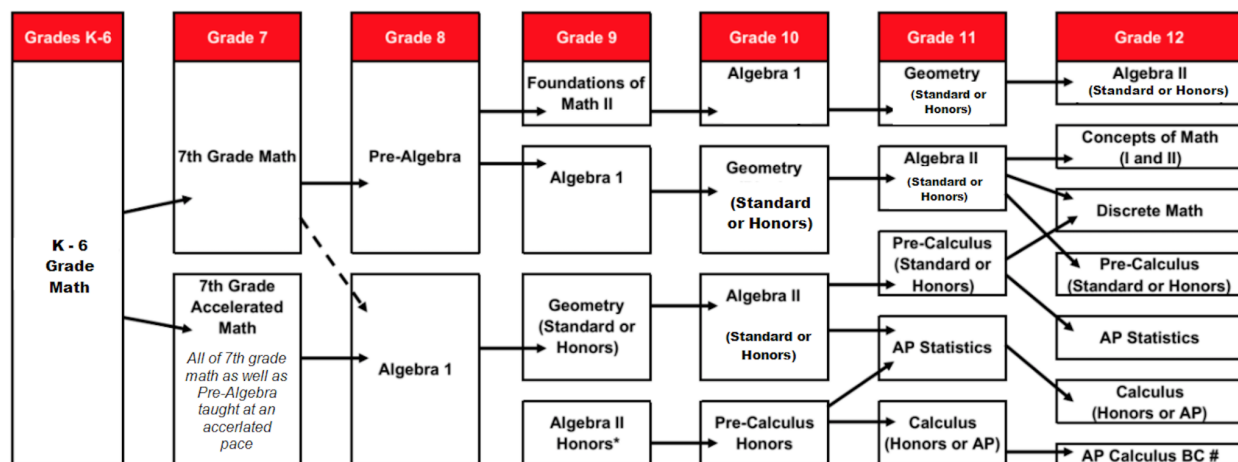 Grades K-6
Grade 7
Grade 8
Grade 9
Grade 10
Grade 11
Grade 12
K - 6
Grade
Math
7th Grade Math
7th Grade
Accelerated
Math
All of 7th grade
math as well as
Pre-Algebra
taught at an
accerlated
pace
Pre-Algebra
Algebra 1
Foundations of
Math II
Algebra 1
Geometry
(Standard or
Honors)
Algebra II
Honors*
Algebra 1
Geometry
(Standard
or Honors)
Algebra II
(Standard or
Honors)
Pre-Calculus
Honors
Geometry
(Standard or
Honors)
Algebra II
(Standard or
Honors)
Pre-Calculus
(Standard or
Honors)
AP Statistics
Calculus
(Honors or AP)
Algebra II
(Standard or Honors)
Concepts of Math
(I and II)
Discrete Math
Pre-Calculus
(Standard or Honors)
AP Statistics
Calculus
(Honors or AP)
AP Calculus BC #